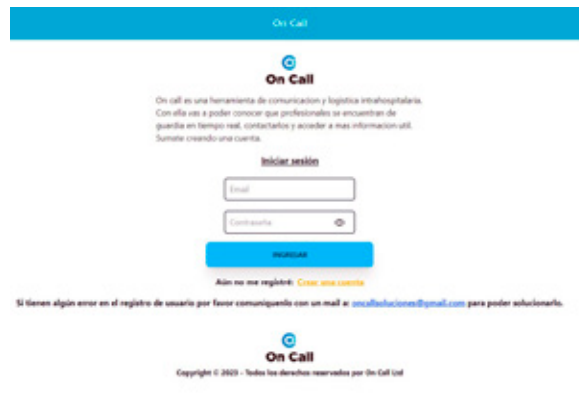 On Call
On Call
On call es una herramienta de comunicacion y logistica intrahospitalaria.
Con ella vas a poder conocer que profesionales se encuentran de
guardia en tiempo real, contactarlos y acceder a mas informacion util.
Sumate creando una cuenta.
Iniciar sesión
Email
Contraseña
INGRESAR
Aún no me registré: Crear una cuenta
Si tienen algún error en el registro de usuario por favor comuniquenlo con un mail a: oncallsoluciones@gmail.com para poder solucionarlo.
On Call
Copyright © 2023 - Todos los derechos reservados por On Call Ltd